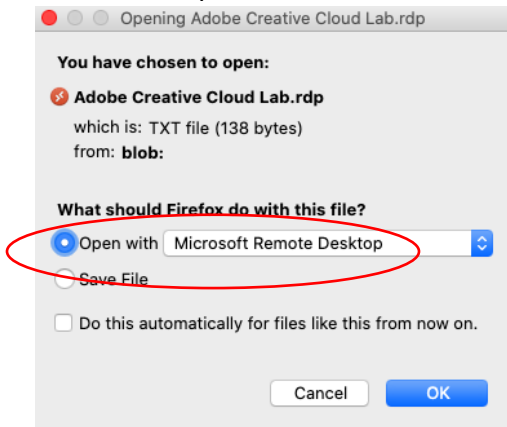 Opening Adobe Creative Cloud Lab.rdp
You have chosen to open:
Adobe Creative Cloud Lab.rdp
which is: TXT file (138 bytes)
from: blob:
What should Firefox do with this file?
Open with Microsoft Remote Desktop
Save File
Do this automatically for files like this from now on.
Cancel OK